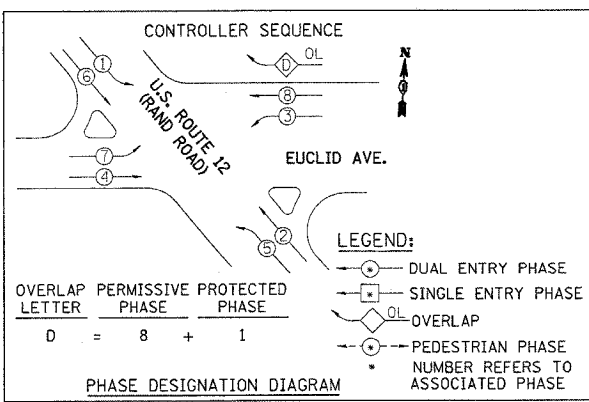 CONTROLLER SEQUENCE
OL
D
N
1
6
8
3
U.S. ROUTE 12
(RAND ROAD)
EUCLID AVE.
7
4
2
5
LEGEND:
* DUAL ENTRY PHASE
* SINGLE ENTRY PHASE
OL OVERLAP
* PEDESTRIAN PHASE
* NUMBER REFERS TO
ASSOCIATED PHASE
OVERLAP PERMISSIVE PROTECTED
LETTER PHASE PHASE
D = 8 + 1
PHASE DESIGNATION DIAGRAM